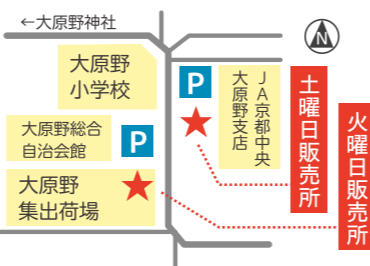 ←大原野神社
N
大原野
小学校
P
JA京都中央
大原野支店
土曜日販売所
火曜日販売所
大原野総合
自治会館
P
大原野
集出荷場